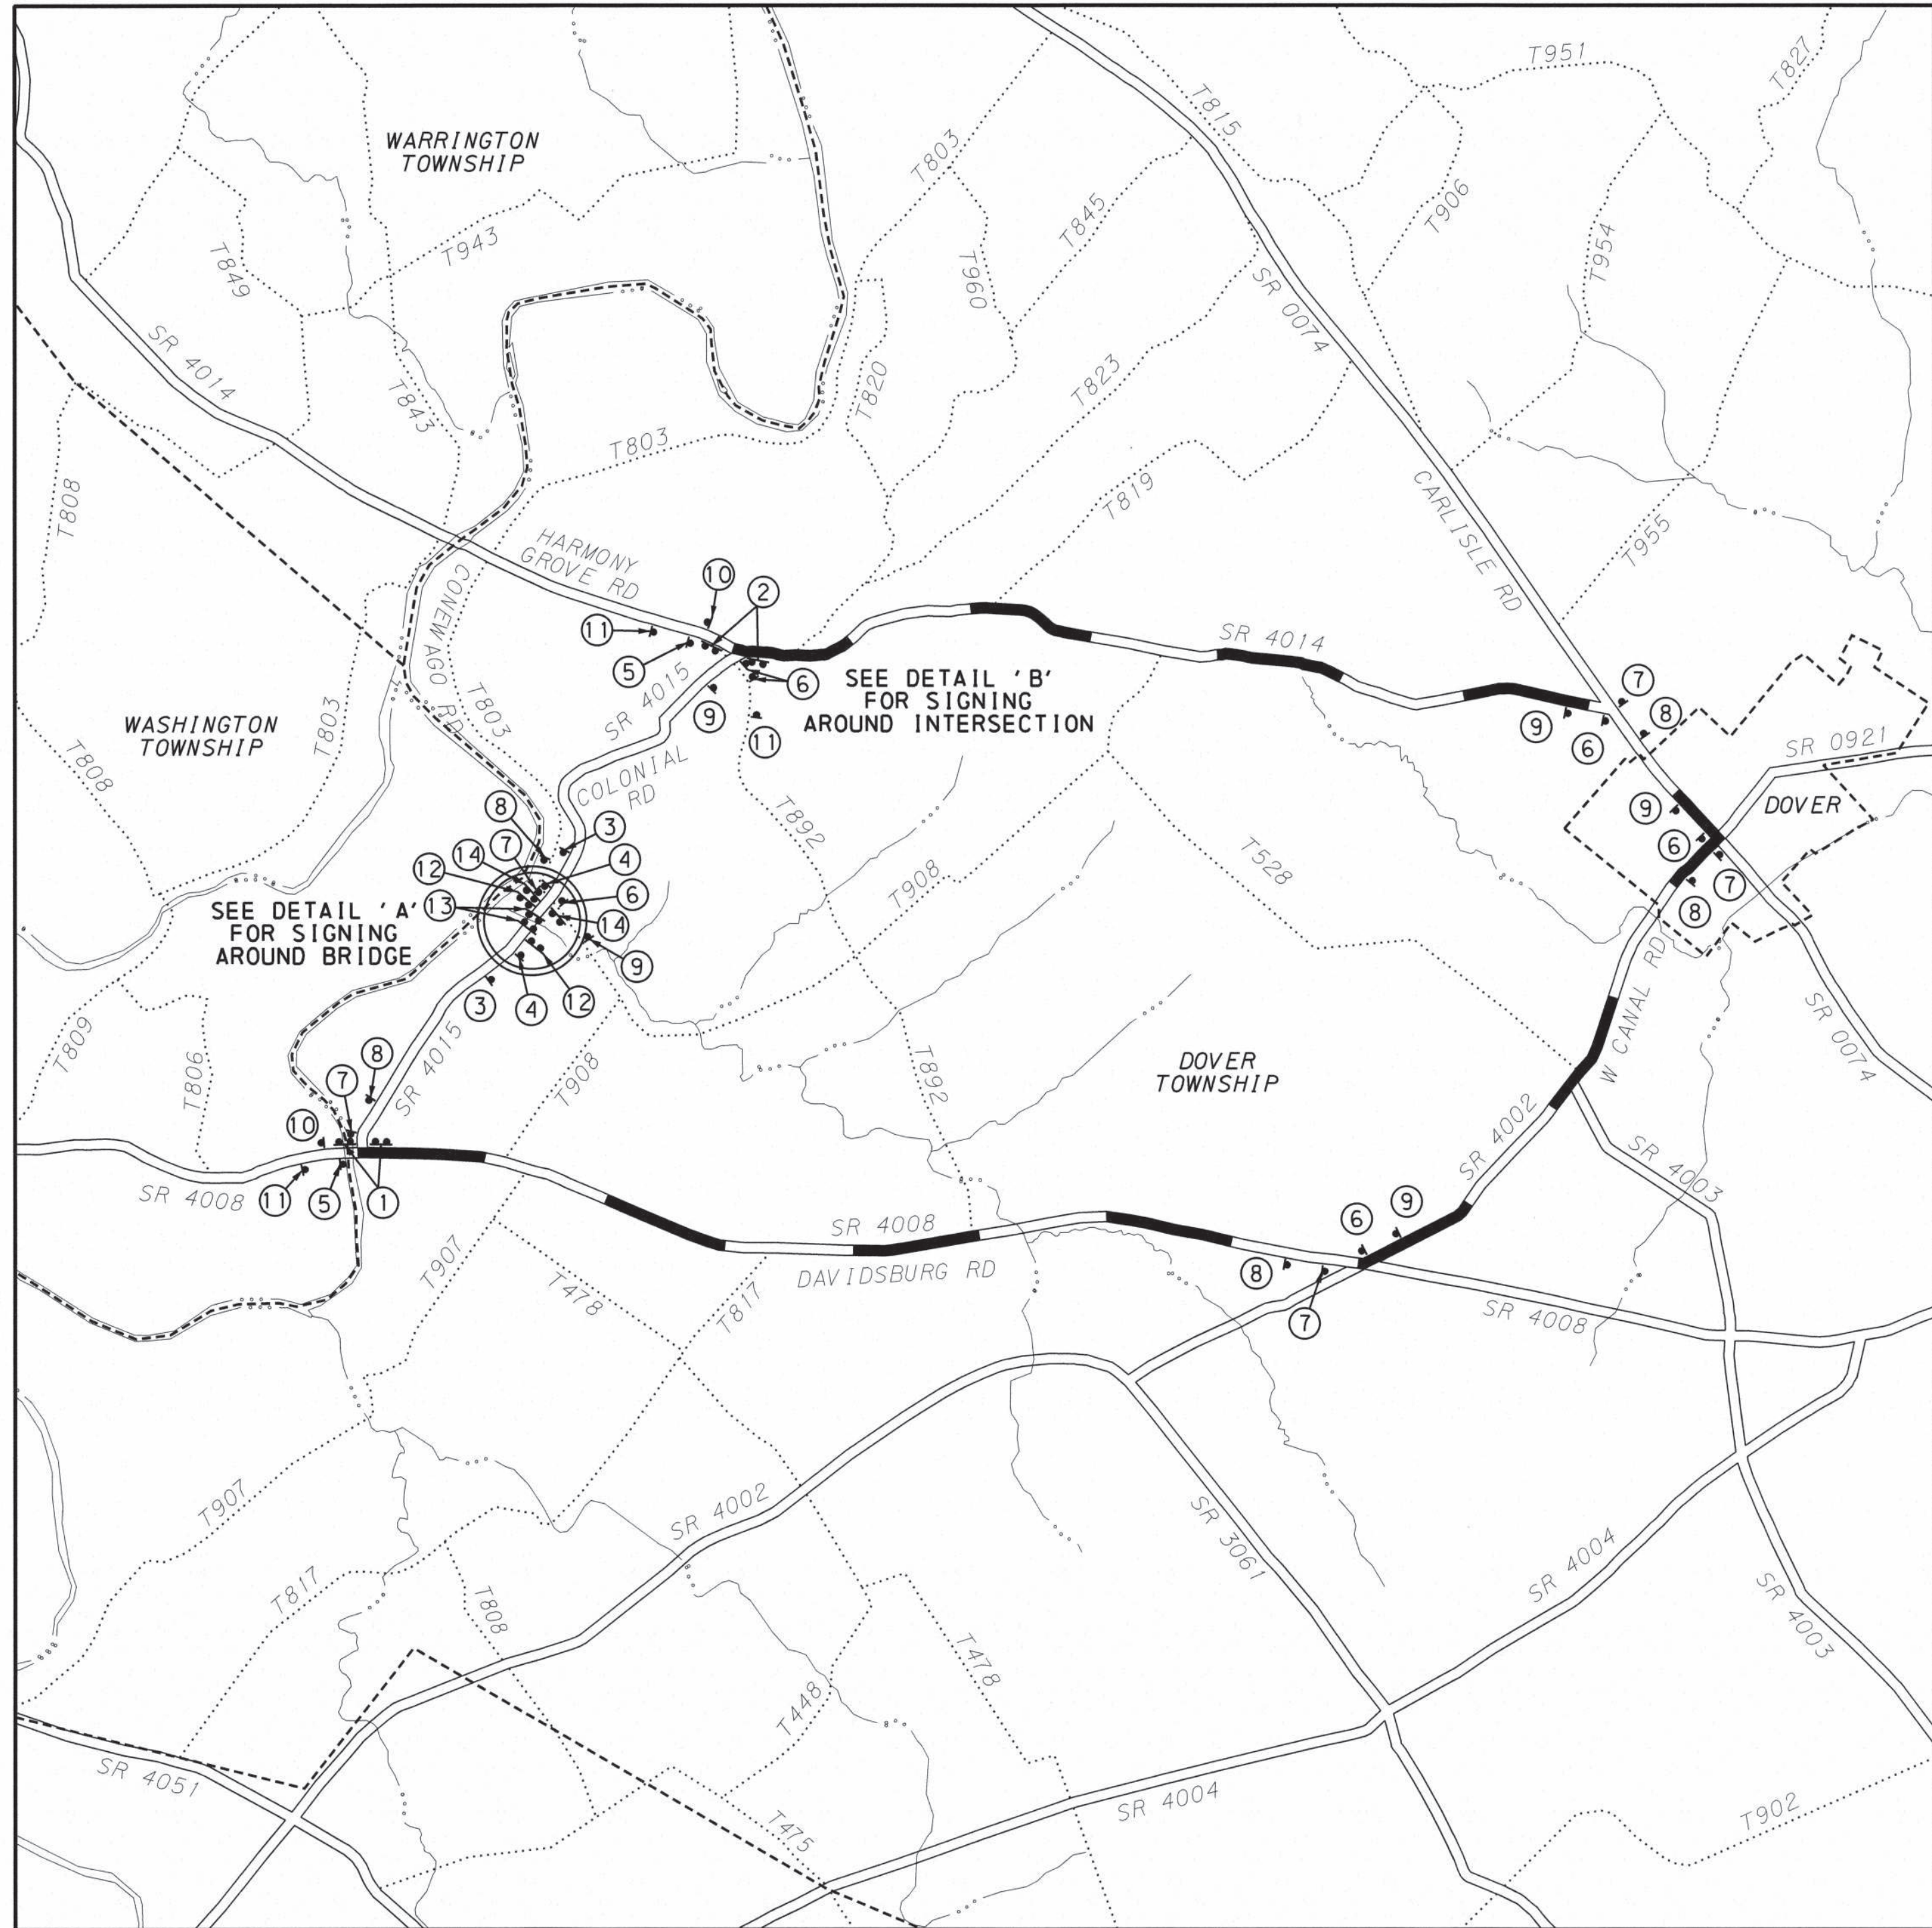 T951
T827
T815
WARRINGTON
TOWNSHIP
T803
T845
T906
T954
T943
T849
T960
SR 0074
SR 4014
T843
T820
T823
T803
T808
T819
CARLISLE RD
T955
HARMONY
GROVE RD
CONEWAGO RD
10
2
11
5
6
SR 4014
SEE DETAIL 'B'
FOR SIGNING
AROUND INTERSECTION
7
8
9
6
SR 4015
9
11
T803
T803
WASHINGTON
TOWNSHIP
T808
SR 0921
COLONIAL
RD
DOVER
8
3
9
7
14
4
12
6
6
T892
T528
T908
7
8
SEE DETAIL 'A'
FOR SIGNING
AROUND BRIDGE
13
14
9
3
4
12
W CANAL RD
SR 0074
T809
T806
SR 4015
T908
T892
DOVER
TOWNSHIP
8
7
10
SR 4002
SR 4003
SR 4008
11
5
1
6
9
SR 4008
8
DAVIDSBURG RD
7
SR 4008
T907
T478
T817
T907
SR 4002
SR 3061
SR 4004
T817
T808
SR 4003
T478
T448
SR 4051
SR 4004
T475
T902